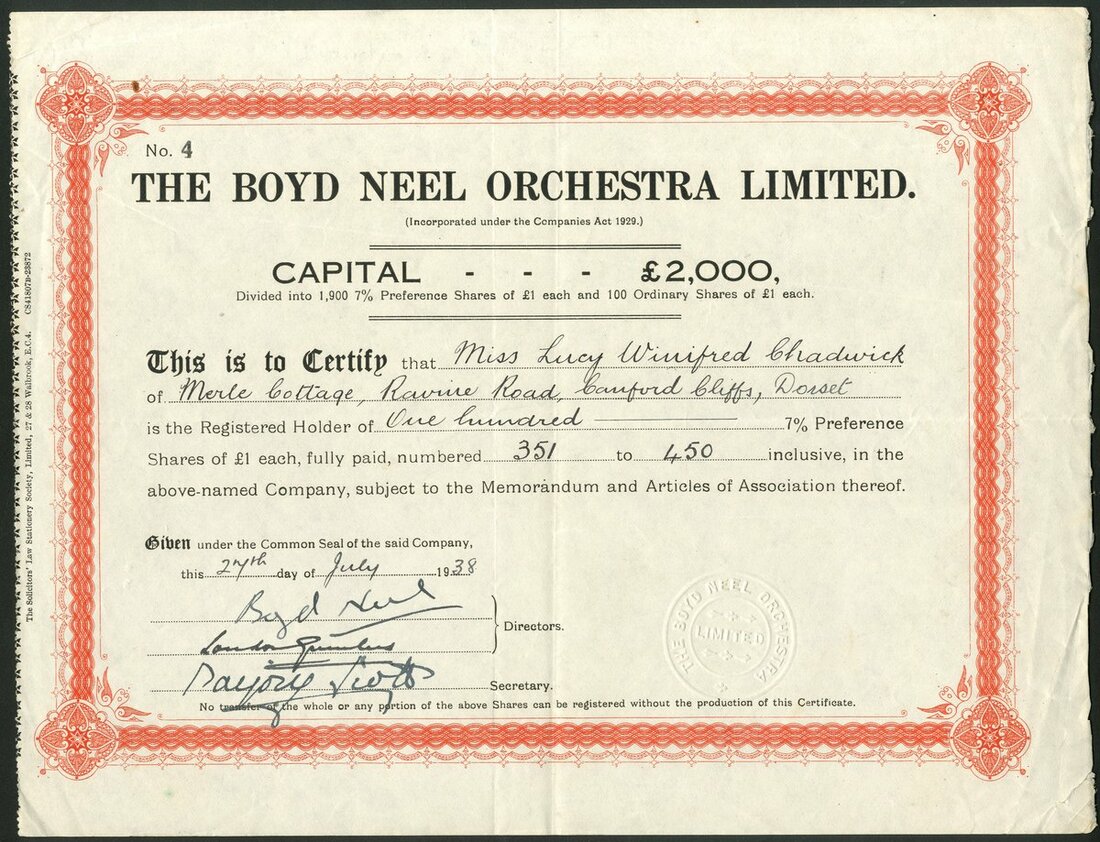 No. 4
THE BOYD NEEL ORCHESTRA LIMITED.
(Incorporated under the Companies Act 1929.)
CAPITAL - - - £2,000,
Divided into 1,900 7% Preference Shares of £1 each and 100 Ordinary Shares of £1 each.
This is to Certify that Miss Lucy Winifred Chadwick
of Merle Cottage, Ravine Road, Canford Cliffs, Dorset
is the Registered Holder of One hundred 7% Preference
Shares of £1 each, fully paid, numbered 351 to 450 inclusive, in the
above-named Company, subject to the Memorandum and Articles of Association thereof.
Given under the Common Seal of the said Company,
this 27th day of July 1938
Boyd Neel
Directors.
Secretary.
No transfer of the whole or any portion of the above Shares can be registered without the production of this Certificate.
THE BOYD NEEL ORCHESTRA
LIMITED
The Solicitors' Law Stationery Society, Limited, 27 & 28 Walbrook, E.C.4. CS41807B-23872